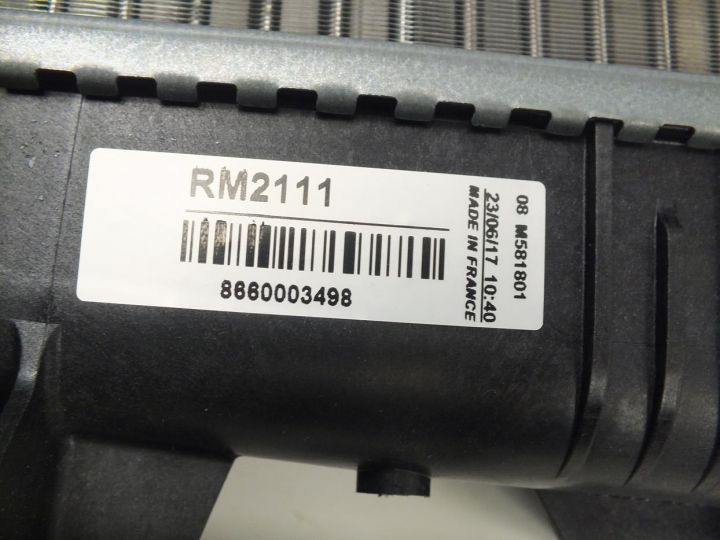 RM2111
8660003498
08 M581801
23/06/17 10:40
MADE IN FRANCE